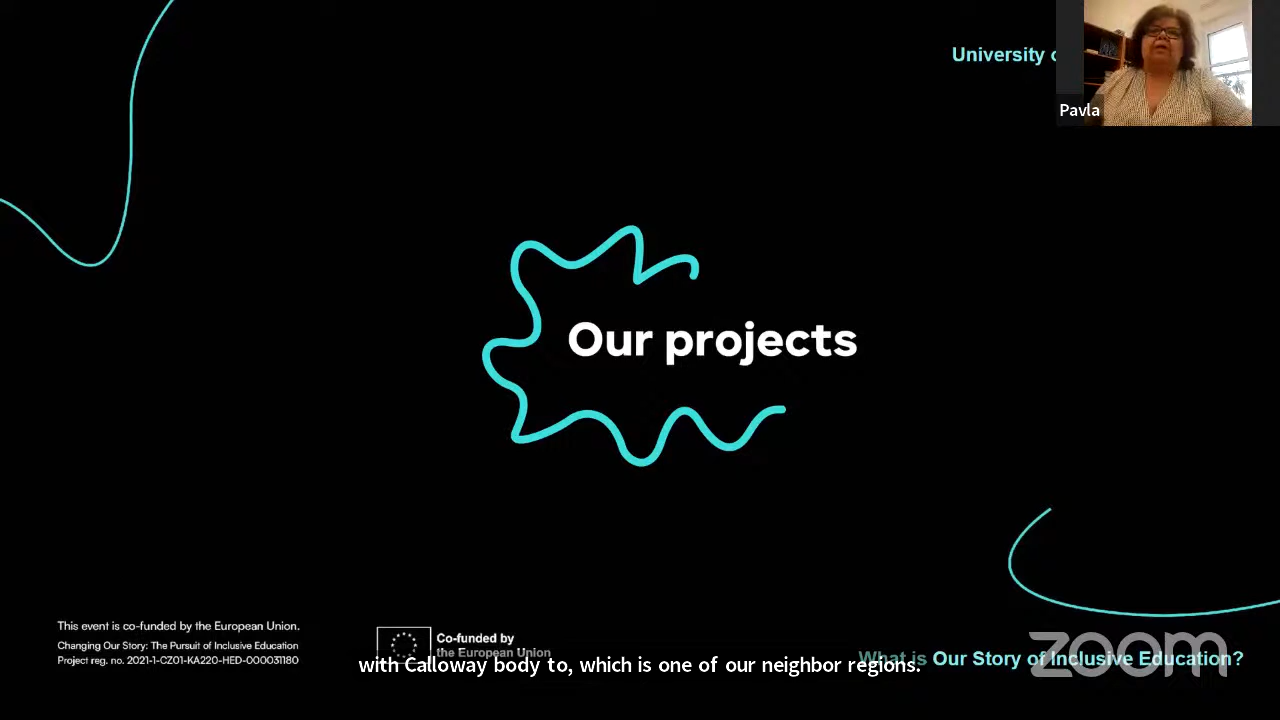 University
Pavla
Our projects
This event is co-funded by the European Union.
Changing Our Story: The Pursuit of Inclusive Education
Project reg. no. 2021-1-CZ01-KA220-HED-000031180
Co-funded by
the European Union
with Calloway body to, which is one of our neighbor regions.
What is Our Story of Inclusive Education?
zoom